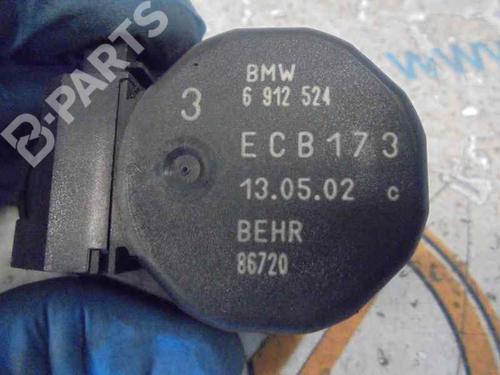 B-PARTS
BMW
3
6 912 524
ECB173
13.05.02 c
BEHR
86720